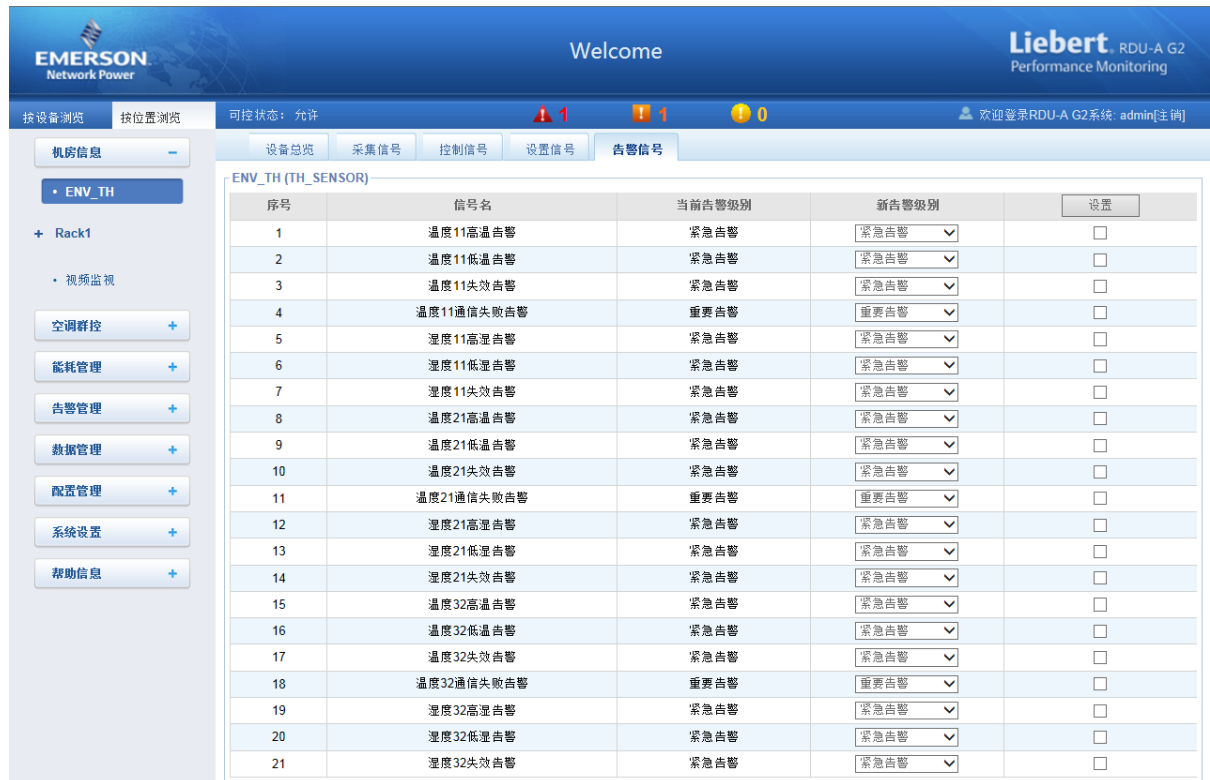 EMERSON
Network Power
Welcome
Liebert RDU-A G2
Performance Monitoring
按设备浏览 按位置浏览 可控状态：允许 1 1 0 欢迎登录RDU-A G2系统: admin[注销]
机房信息 − 设备总览 采集信号 控制信号 设置信号 告警信号
• ENV_TH
+ Rack1
• 视频监视
空调群控 +
能耗管理 +
告警管理 +
数据管理 +
配置管理 +
系统设置 +
帮助信息 +
ENV_TH (TH_SENSOR)
序号 信号名 当前告警级别 新告警级别 设置
1 温度11高温告警 紧急告警 紧急告警
2 温度11低温告警 紧急告警 紧急告警
3 温度11失效告警 紧急告警 紧急告警
4 温度11通信失败告警 重要告警 重要告警
5 湿度11高湿告警 紧急告警 紧急告警
6 湿度11低湿告警 紧急告警 紧急告警
7 湿度11失效告警 紧急告警 紧急告警
8 温度21高温告警 紧急告警 紧急告警
9 温度21低温告警 紧急告警 紧急告警
10 温度21失效告警 紧急告警 紧急告警
11 温度21通信失败告警 重要告警 重要告警
12 湿度21高湿告警 紧急告警 紧急告警
13 湿度21低湿告警 紧急告警 紧急告警
14 湿度21失效告警 紧急告警 紧急告警
15 温度32高温告警 紧急告警 紧急告警
16 温度32低温告警 紧急告警 紧急告警
17 温度32失效告警 紧急告警 紧急告警
18 温度32通信失败告警 重要告警 重要告警
19 湿度32高湿告警 紧急告警 紧急告警
20 湿度32低湿告警 紧急告警 紧急告警
21 湿度32失效告警 紧急告警 紧急告警